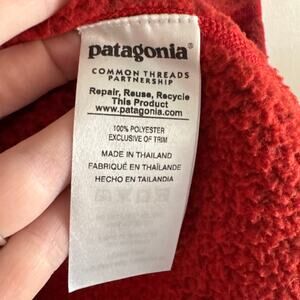 patagonia®
COMMON THREADS
PARTNERSHIP
Repair, Reuse, Recycle
This Product
www.patagonia.com
100% POLYESTER
EXCLUSIVE OF TRIM
MADE IN THAILAND
FABRIQUÉ EN THAÏLANDE
HECHO EN TAILANDIA